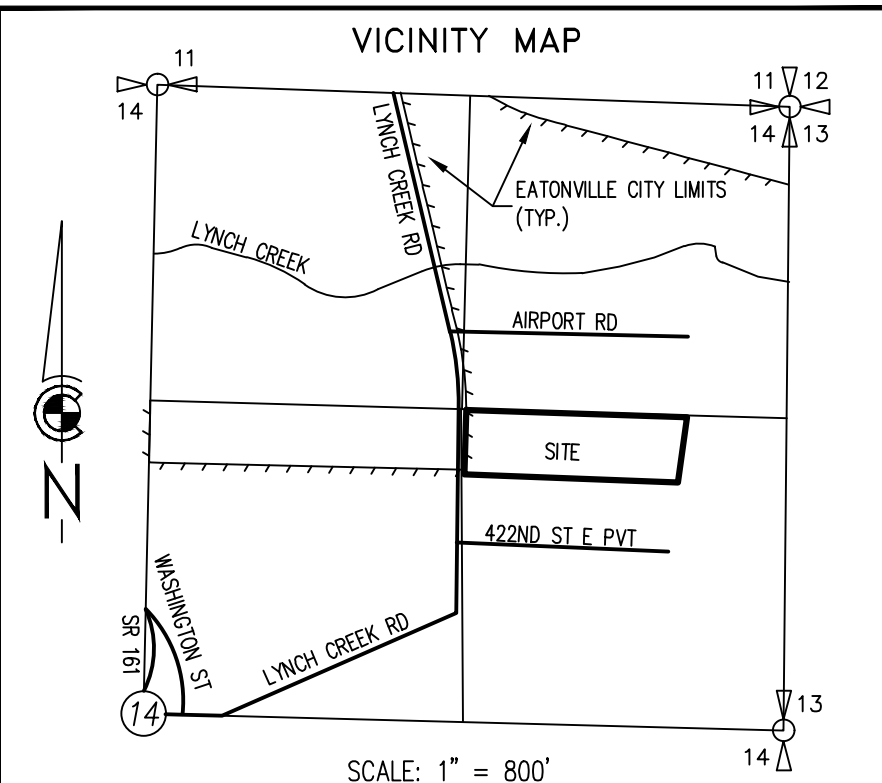 VICINITY MAP
11
14
11 12
14 13
LYNCH CREEK RD
EATONVILLE CITY LIMITS
(TYP.)
LYNCH CREEK
AIRPORT RD
SITE
N
422ND ST E PVT
WASHINGTON ST
SR 161
LYNCH CREEK RD
14
13
14
SCALE: 1" = 800'